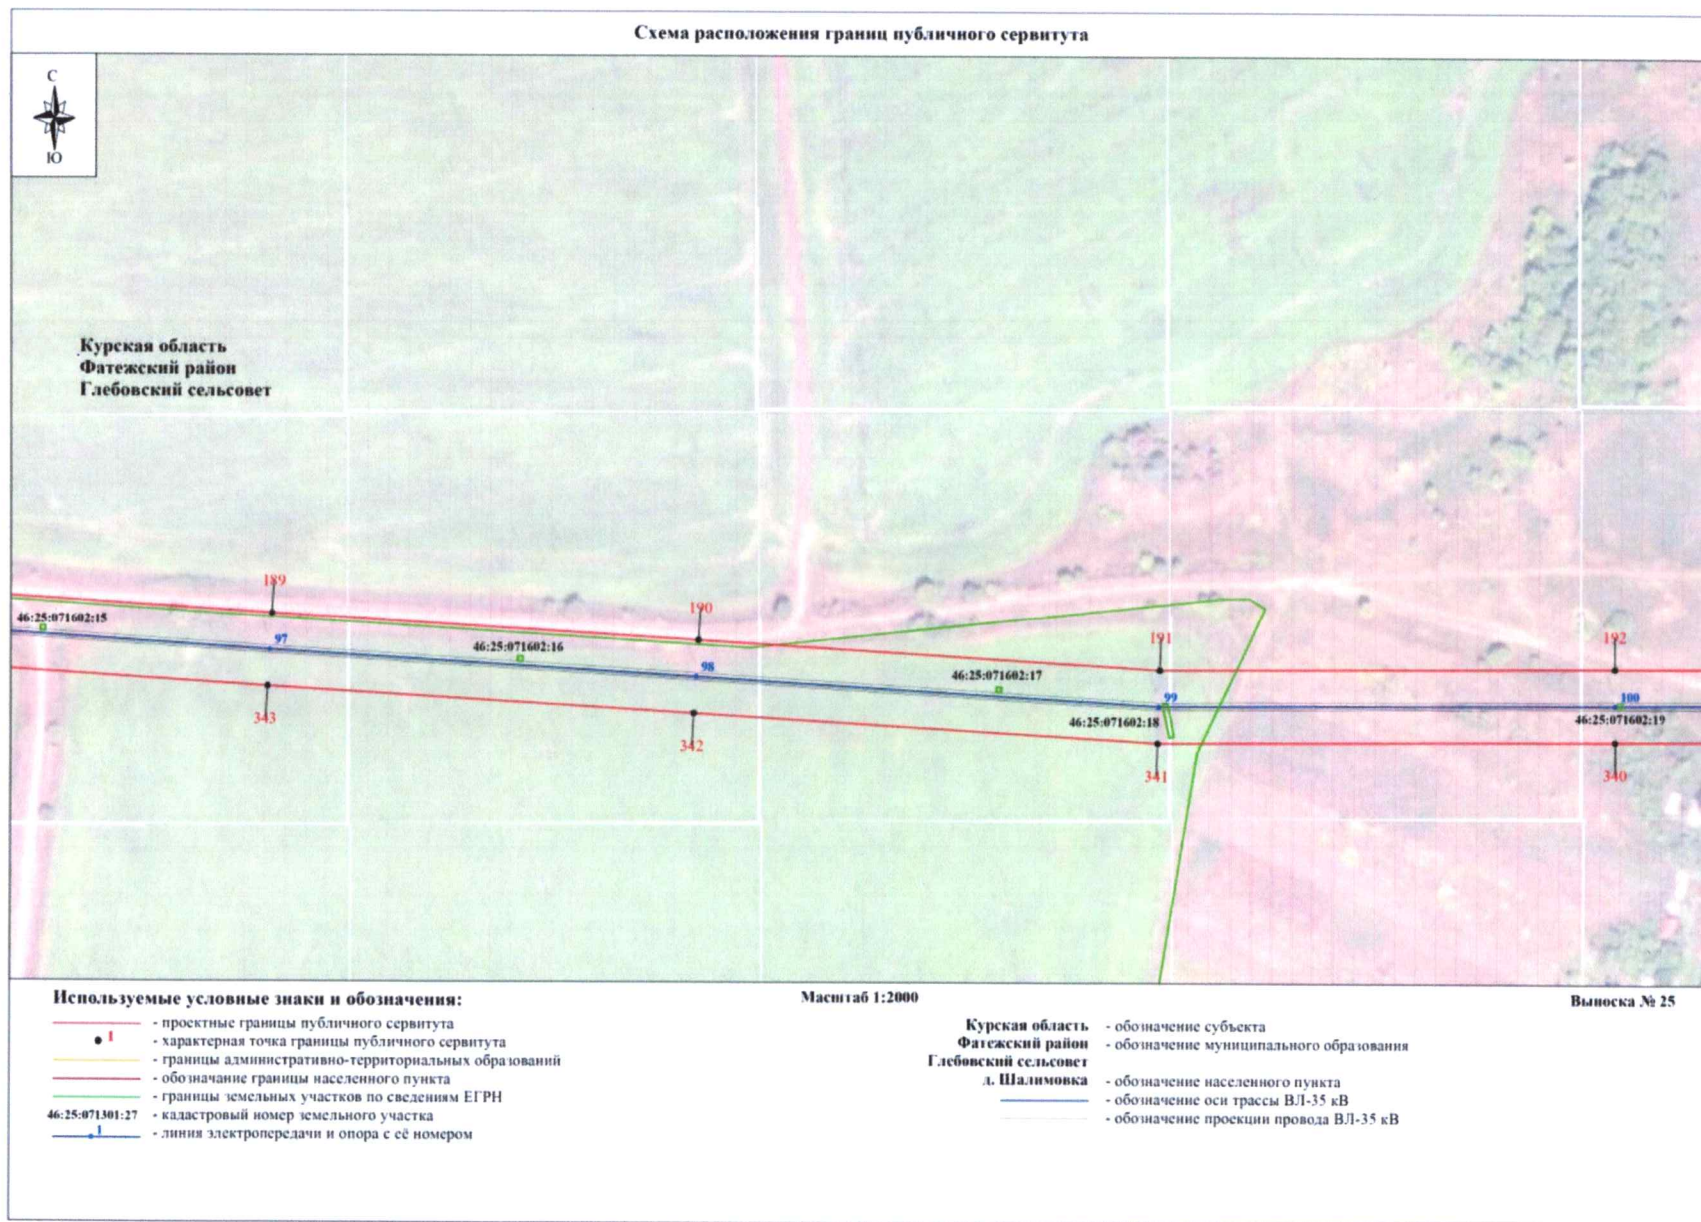 Схема расположения границ публичного сервитута
С
Ю
Курская область
Фатежский район
Глебовский сельсовет
189
190
191
192
46:25:071602:15
97
46:25:071602:16
98
46:25:071602:17
99
100
46:25:071602:18
46:25:071602:19
343
342
341
340
Используемые условные знаки и обозначения:
- проектные границы публичного сервитута
1 - характерная точка границы публичного сервитута
- границы административно-территориальных образований
- обозначание границы населенного пункта
- границы земельных участков по сведениям ЕГРН
46:25:071301:27 - кадастровый номер земельного участка
1 - линия электропередачи и опора с её номером
Масштаб 1:2000
Выноска № 25
Курская область - обозначение субъекта
Фатежский район - обозначение муниципального образования
Глебовский сельсовет
д. Шалимовка - обозначение населенного пункта
- обозначение оси трассы ВЛ-35 кВ
- обозначение проекции провода ВЛ-35 кВ